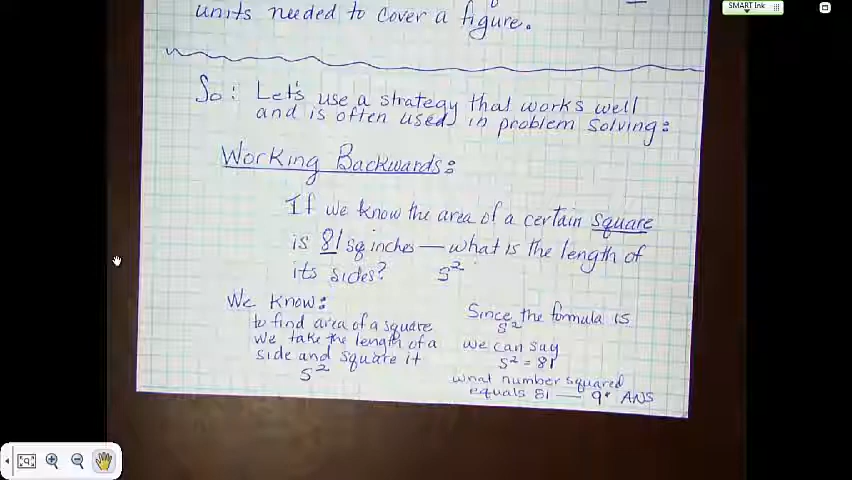 units needed to cover a figure.
SMART Ink
So: Let's use a strategy that works well
and is often used in problem solving:
Working Backwards:
If we know the area of a certain square
is 81 sq inches — what is the length of
its sides? s²
We know:
to find area of a square
we take the length of a
side and square it
s²
Since the formula is
s²
we can say
s² = 81
what number squared
equals 81 — 9" ANS